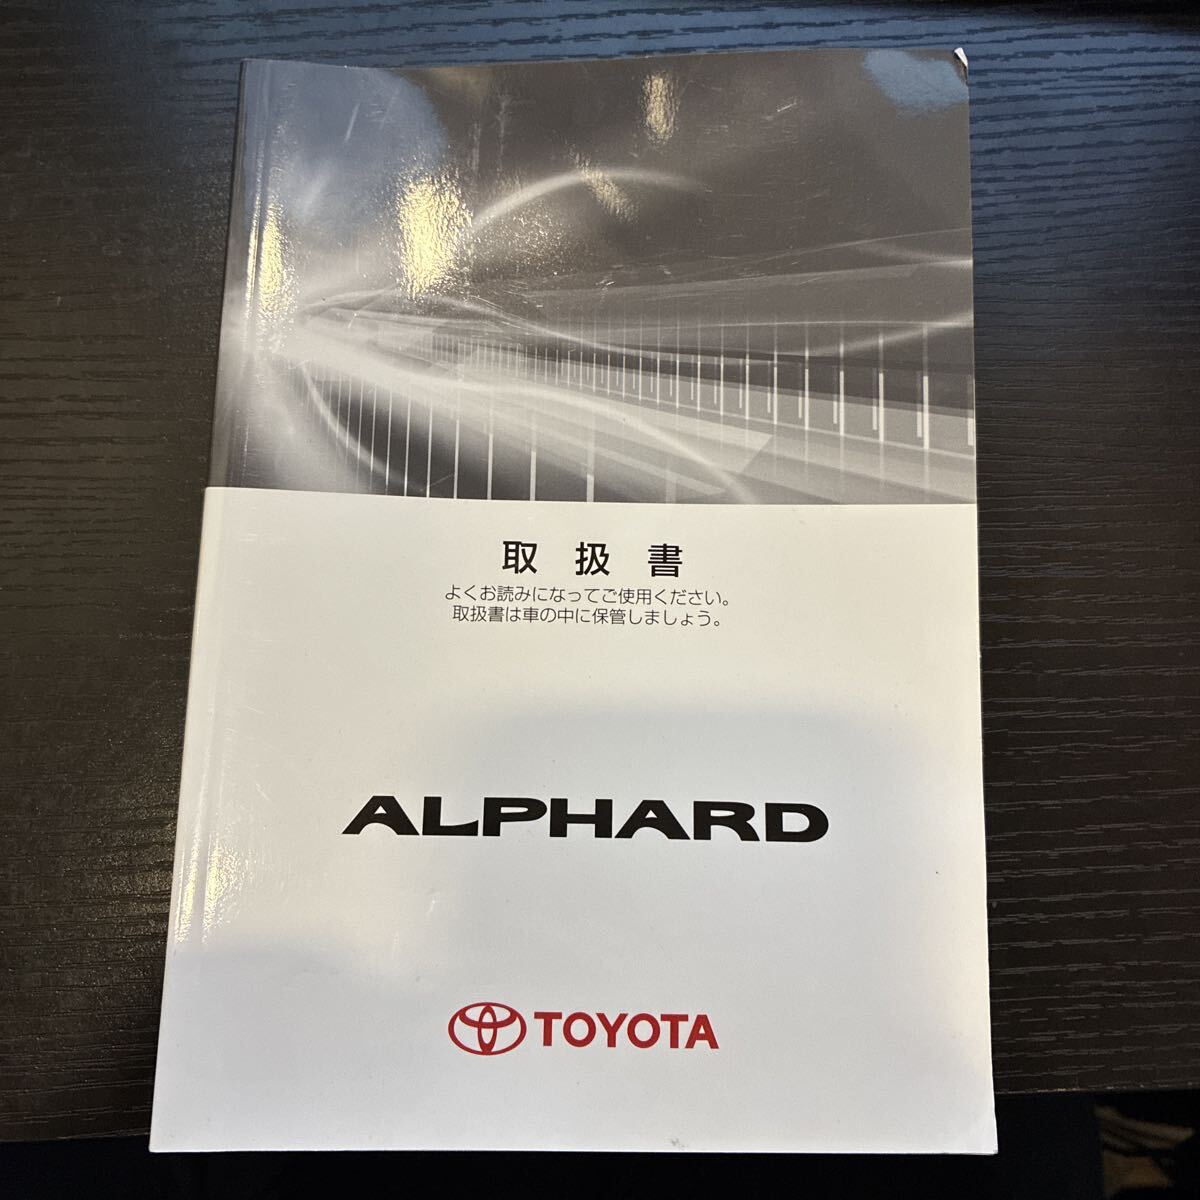 取扱書
よくお読みになってご使用ください。
取扱書は車の中に保管しましょう。
ALPHARD
TOYOTA